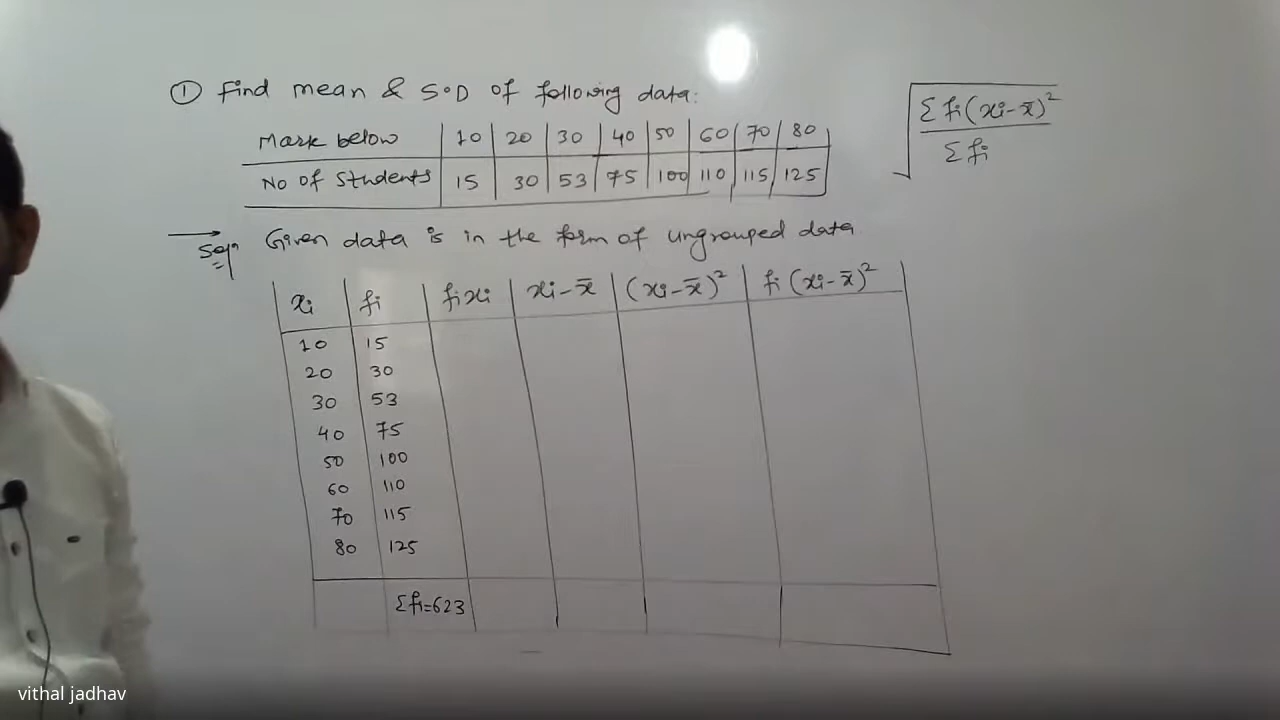 ① Find mean & S.D of following data:
Mark below 10 20 30 40 50 60 70 80
No of Students 15 30 53 75 100 110 115 125
√ Σ fi (xi - x̄)² / Σ fi
→ Solⁿ Given data is in the form of ungrouped data
xi fi fixi xi - x̄ (xi - x̄)² fi (xi - x̄)²
10 15
20 30
30 53
40 75
50 100
60 110
70 115
80 125
Σfi=623
vithal jadhav